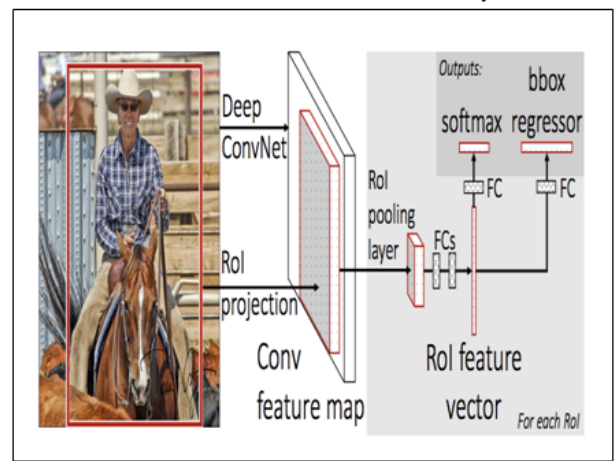 Outputs:
bbox
softmax regressor
Deep
ConvNet
FC
FC
RoI
pooling
layer
FCs
RoI
projection
Conv
feature map
RoI feature
vector
For each RoI